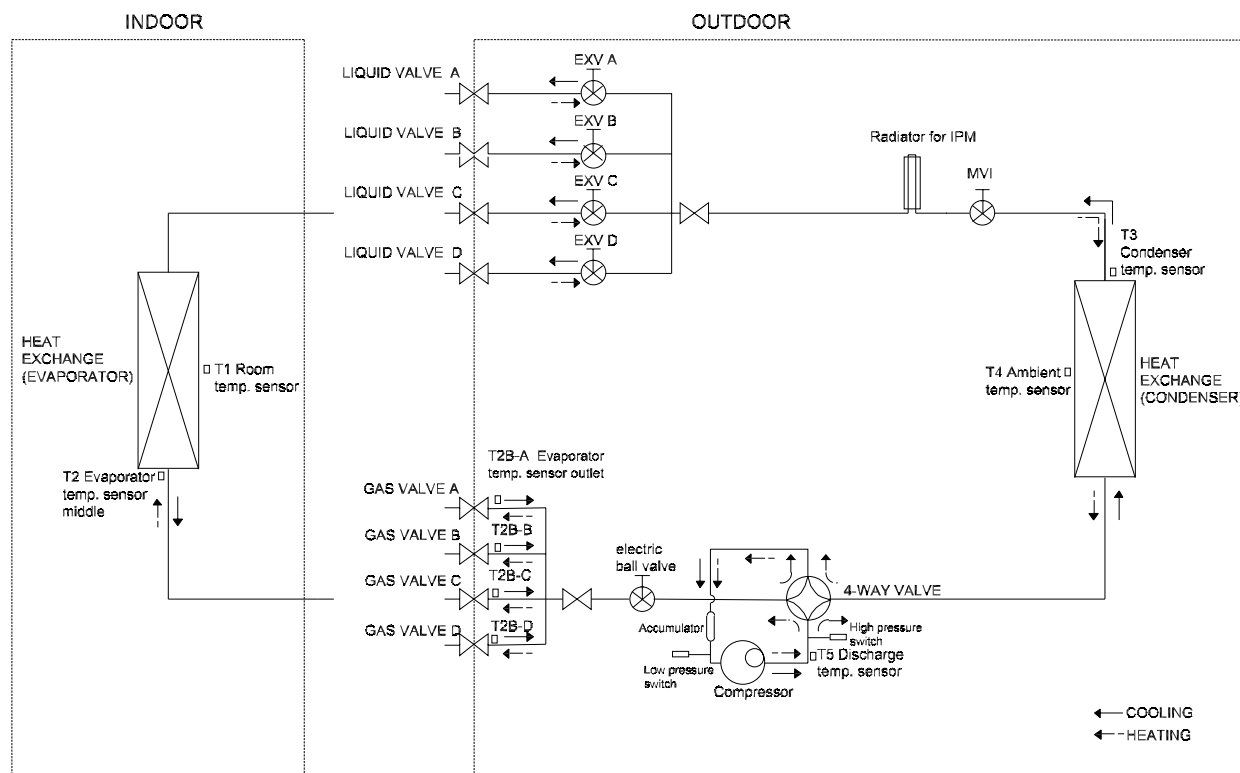 INDOOR
OUTDOOR
LIQUID VALVE A
EXV A
LIQUID VALVE B
EXV B
LIQUID VALVE C
EXV C
LIQUID VALVE D
EXV D
Radiator for IPM
MVI
T3
Condenser
temp. sensor
HEAT
EXCHANGE
(EVAPORATOR)
T1 Room
temp. sensor
T4 Ambient
temp. sensor
HEAT
EXCHANGE
(CONDENSER)
T2 Evaporator
temp. sensor
middle
T2B-A Evaporator
temp. sensor outlet
GAS VALVE A
GAS VALVE B
T2B-B
GAS VALVE C
T2B-C
GAS VALVE D
T2B-D
electric
ball valve
4-WAY VALVE
Accumulator
High pressure
switch
Low pressure
switch
T5 Discharge
temp. sensor
Compressor
COOLING
HEATING